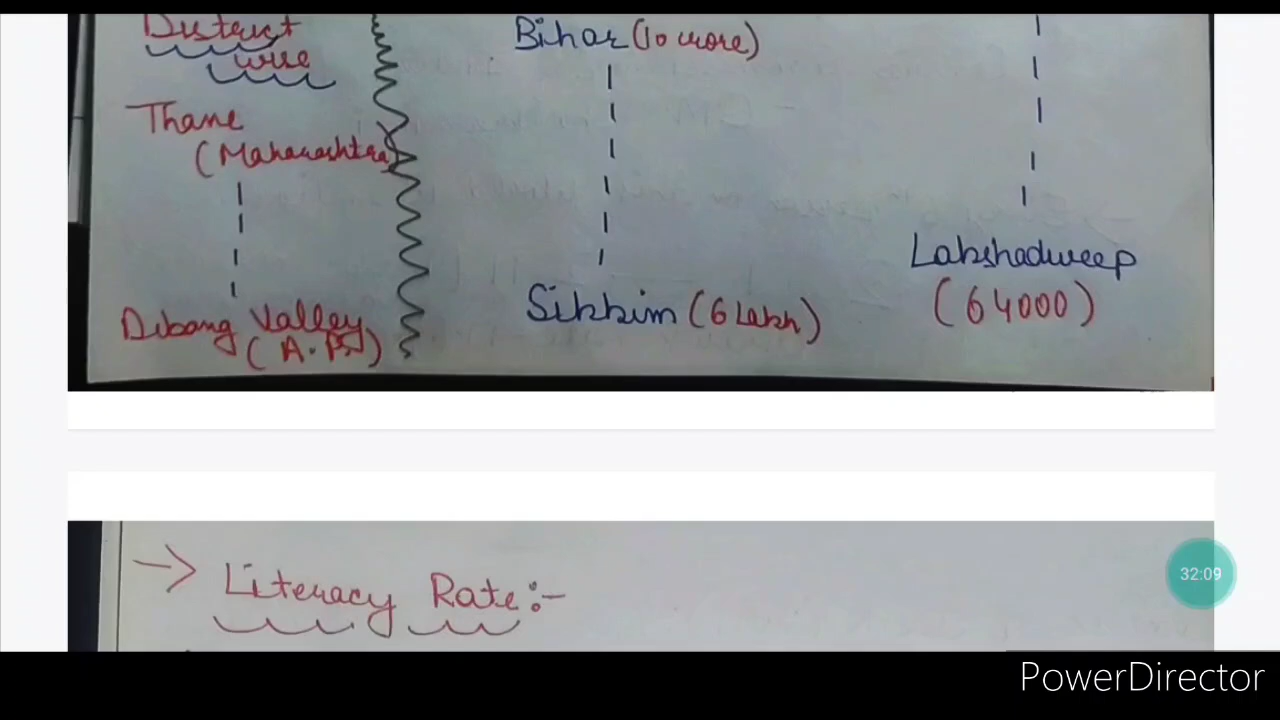 District
wise
Thane
(Maharashtra)
Dibang Valley
(A.P.)
Bihar (10 crore)
Sikkim (6 Lakh)
Lakshadweep
(64000)
→ Literacy Rate:-
32:09
PowerDirector